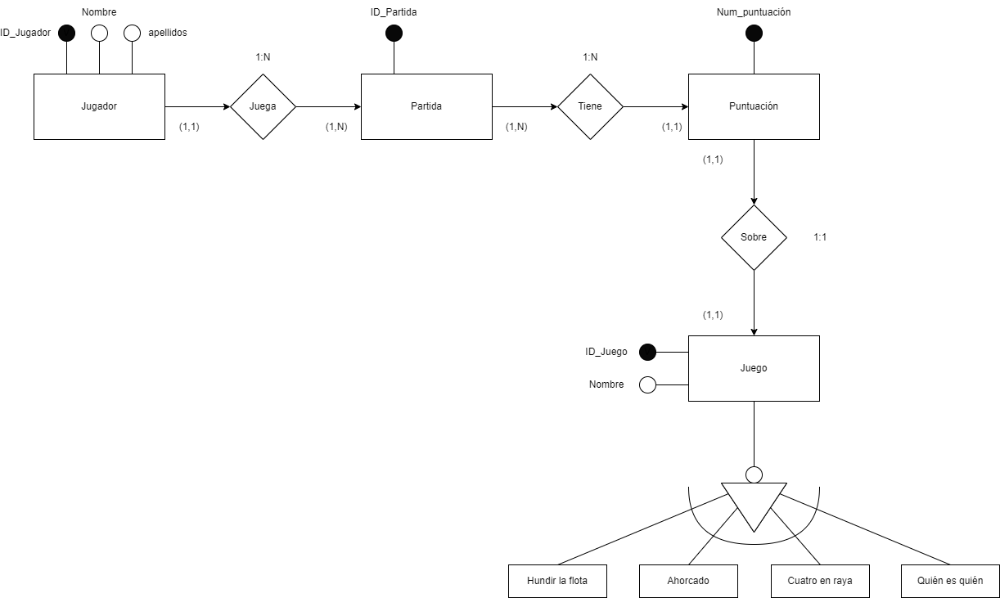 Nombre
ID_Jugador
apellidos
ID_Partida
Num_puntuación
1:N
1:N
Jugador
Juega
Partida
Tiene
Puntuación
(1,1)
(1,N)
(1,N)
(1,1)
(1,1)
Sobre
1:1
(1,1)
ID_Juego
Juego
Nombre
Hundir la flota
Ahorcado
Cuatro en raya
Quién es quién